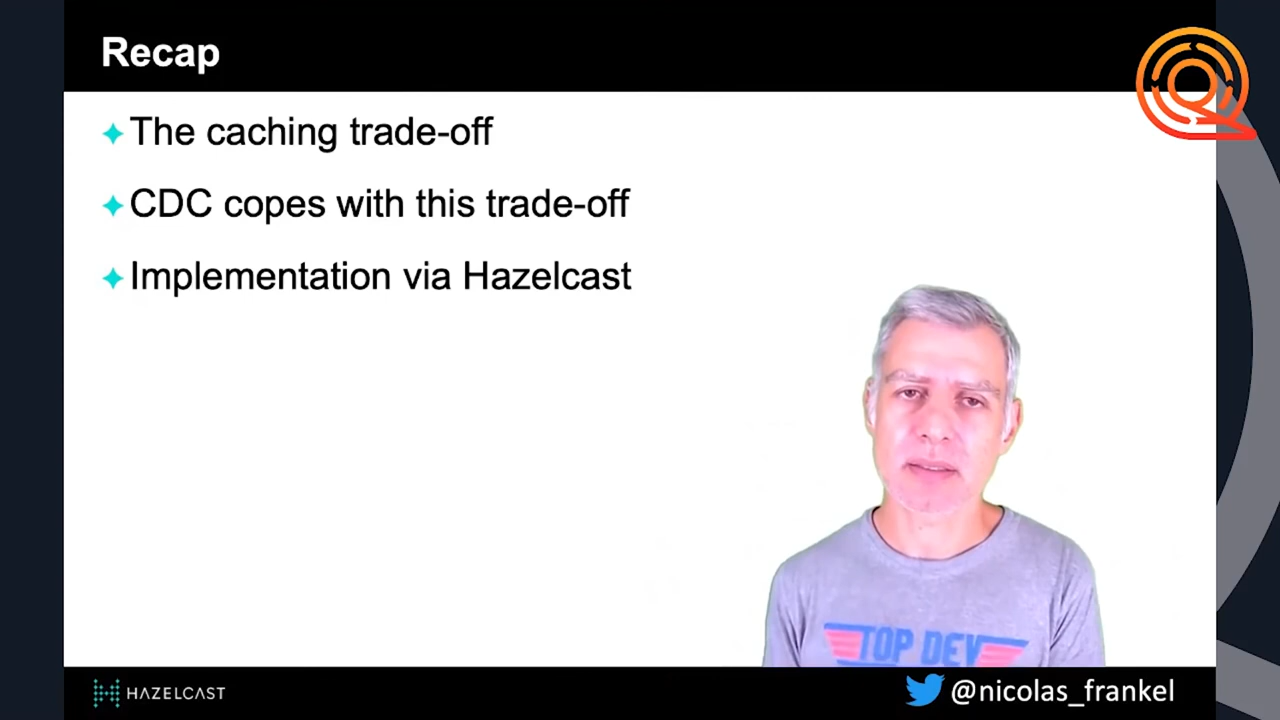 Recap
The caching trade-off
CDC copes with this trade-off
Implementation via Hazelcast
TOP DEV
HAZELCAST
@nicolas_frankel